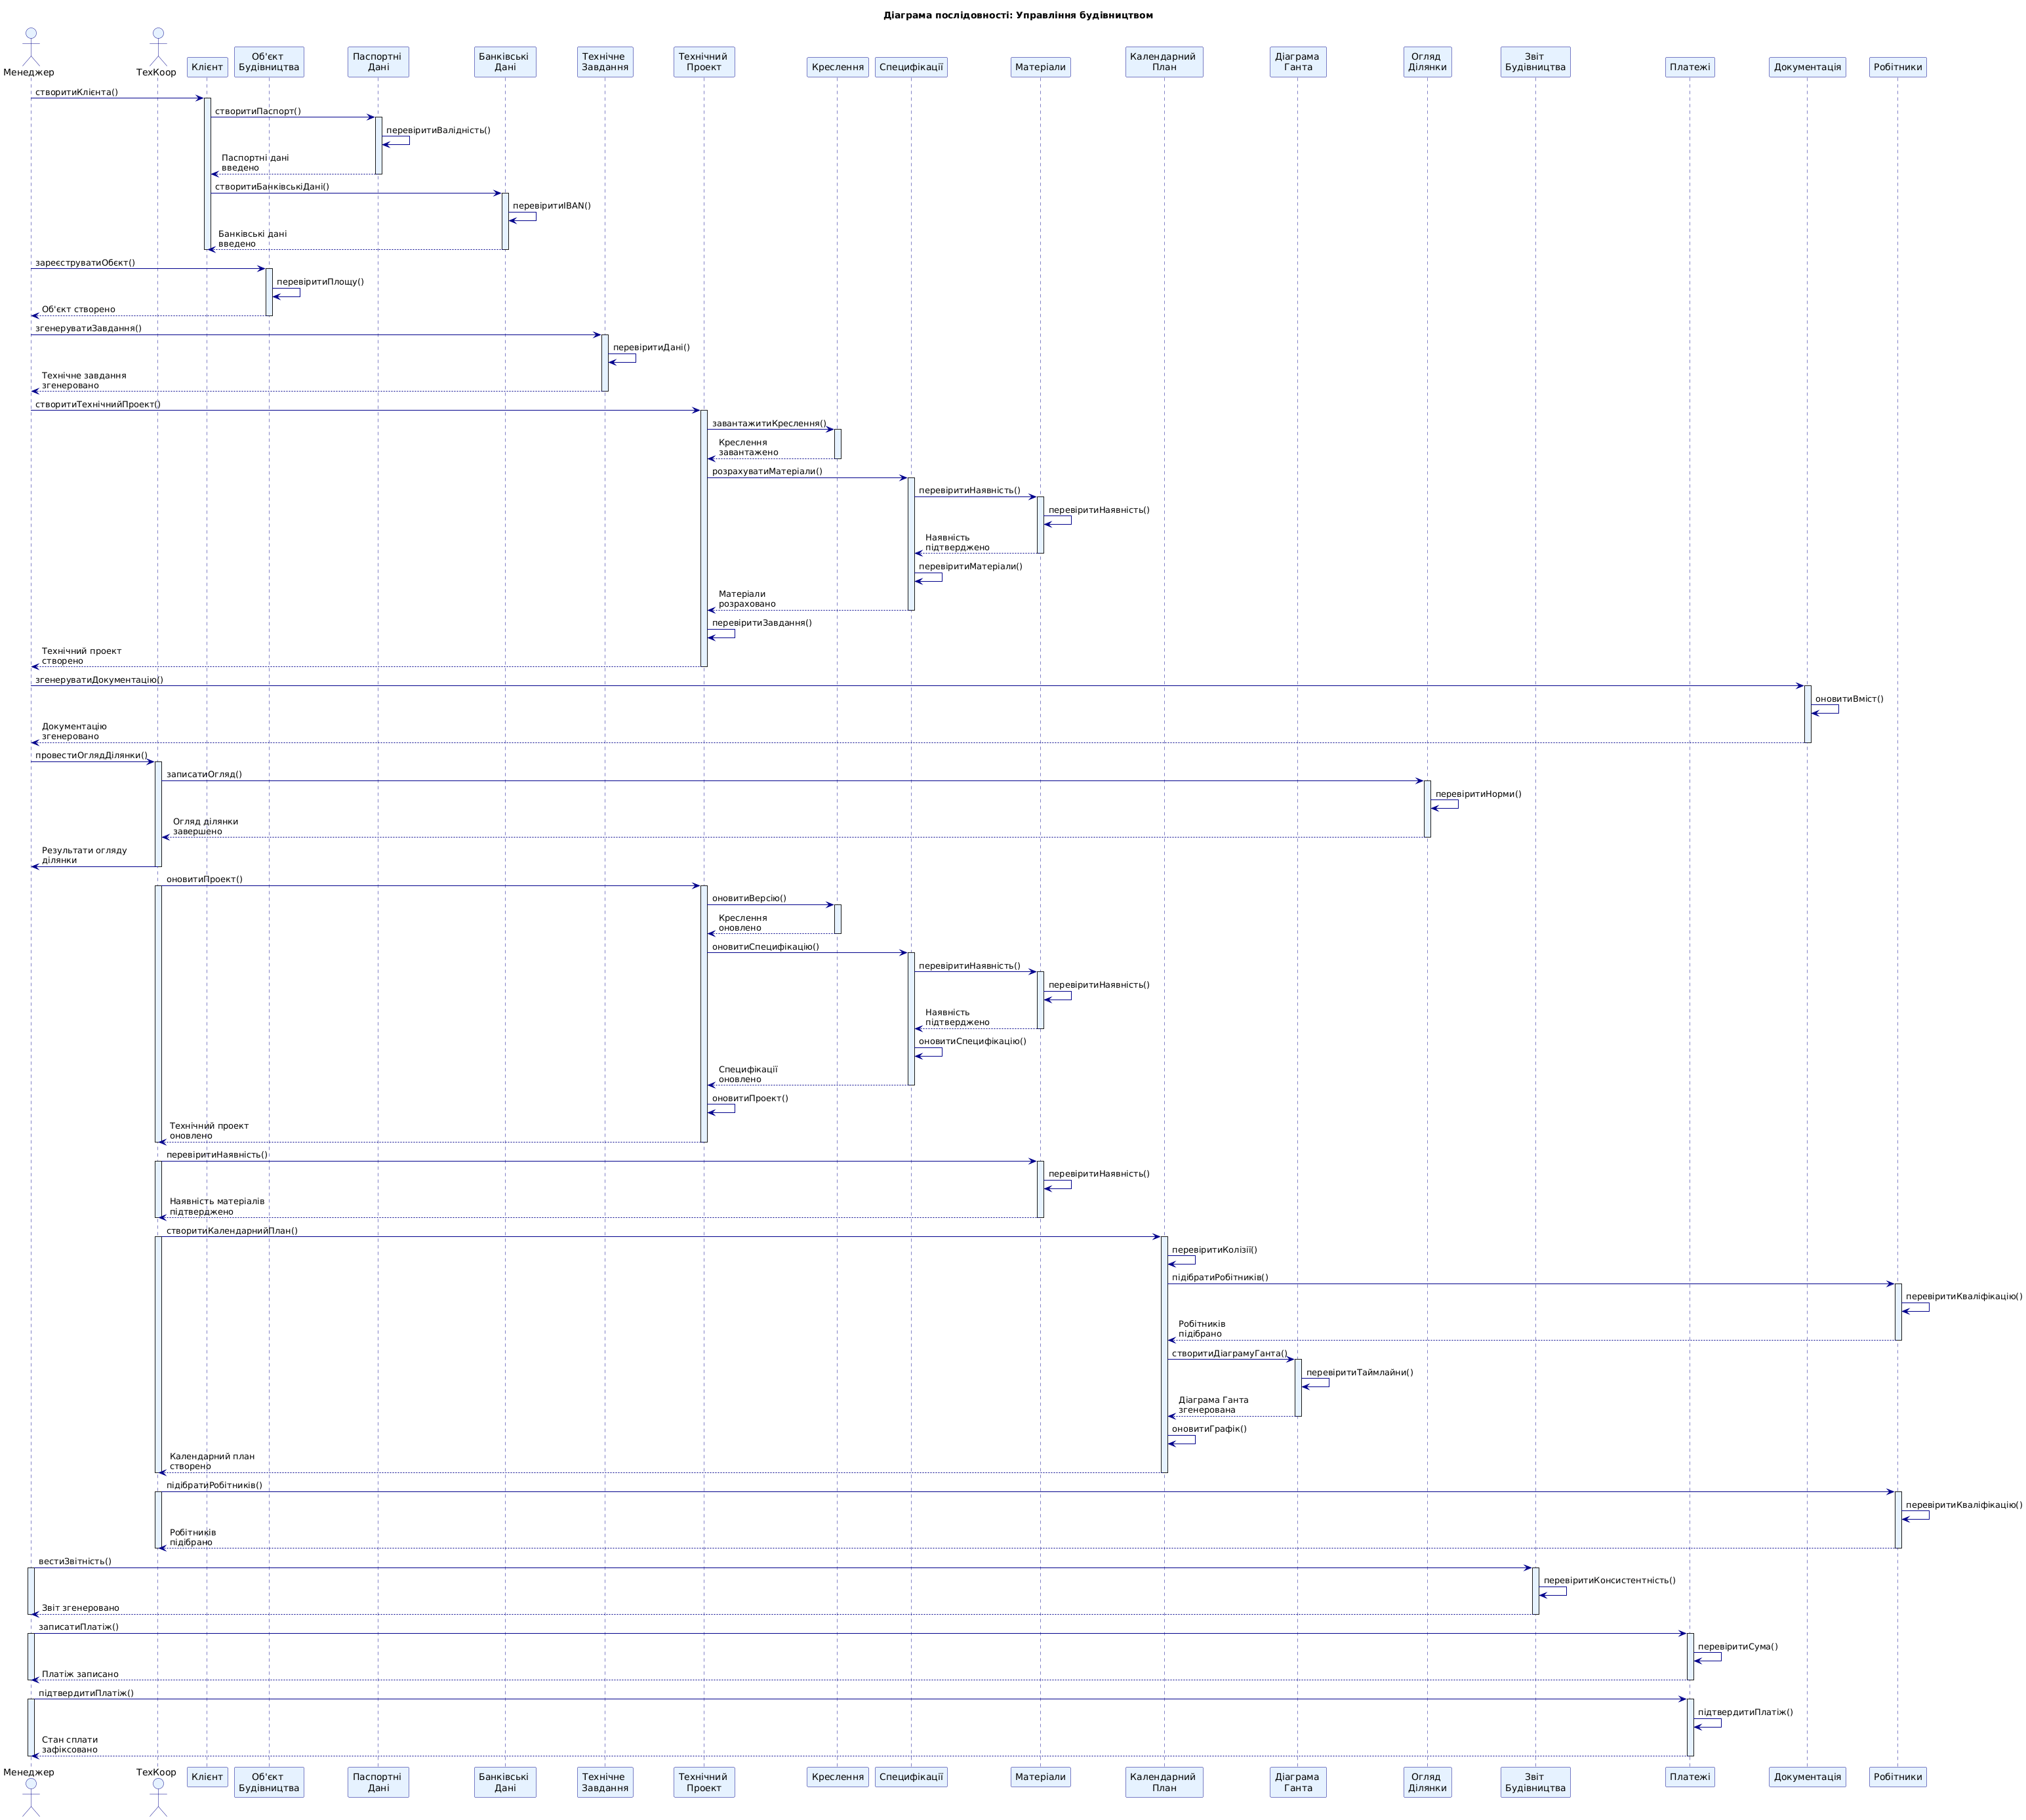 Діаграма послідовності: Управління будівництвом
Менеджер
ТехКоор
Клієнт
Об'єкт
Будівництва
Паспортні
Дані
Банківські
Дані
Технічне
Завдання
Технічний
Проект
Креслення
Специфікації
Матеріали
Календарний
План
Діаграма
Ганта
Огляд
Ділянки
Звіт
Будівництва
Платежі
Документація
Робітники
створитиКлієнта()
створитиПаспорт()
перевіритиВалідність()
Паспортні дані
введено
створитиБанківськіДані()
перевіритиIBAN()
Банківські дані
введено
зареєструватиОбєкт()
перевіритиПлощу()
Об'єкт створено
згенеруватиЗавдання()
перевіритиДані()
Технічне завдання
згенеровано
створитиТехнічнийПроект()
завантажитиКреслення()
Креслення
завантажено
розрахуватиМатеріали()
перевіритиНаявність()
перевіритиНаявність()
Наявність
підтверджено
перевіритиМатеріали()
Матеріали
розраховано
перевіритиЗавдання()
Технічний проект
створено
згенеруватиДокументацію()
оновитиВміст()
Документацію
згенеровано
провестиОглядДілянки()
записатиОгляд()
перевіритиНорми()
Огляд ділянки
завершено
Результати огляду
ділянки
оновитиПроект()
оновитиВерсію()
Креслення
оновлено
оновитиСпецифікацію()
перевіритиНаявність()
перевіритиНаявність()
Наявність
підтверджено
оновитиСпецифікацію()
Специфікації
оновлено
оновитиПроект()
Технічний проект
оновлено
перевіритиНаявність()
перевіритиНаявність()
Наявність матеріалів
підтверджено
створитиКалендарнийПлан()
перевіритиКолізії()
підібратиРобітників()
перевіритиКваліфікацію()
Робітників
підібрано
створитиДіаграмуГанта()
перевіритиТаймлайни()
Діаграма Ганта
згенерована
оновитиГрафік()
Календарний план
створено
підібратиРобітників()
перевіритиКваліфікацію()
Робітників
підібрано
вестиЗвітність()
перевіритиКонсистентність()
Звіт згенеровано
записатиПлатіж()
перевіритиСума()
Платіж записано
підтвердитиПлатіж()
підтвердитиПлатіж()
Стан сплати
зафіксовано
Менеджер
ТехКоор
Клієнт
Об'єкт
Будівництва
Паспортні
Дані
Банківські
Дані
Технічне
Завдання
Технічний
Проект
Креслення
Специфікації
Матеріали
Календарний
План
Діаграма
Ганта
Огляд
Ділянки
Звіт
Будівництва
Платежі
Документація
Робітники